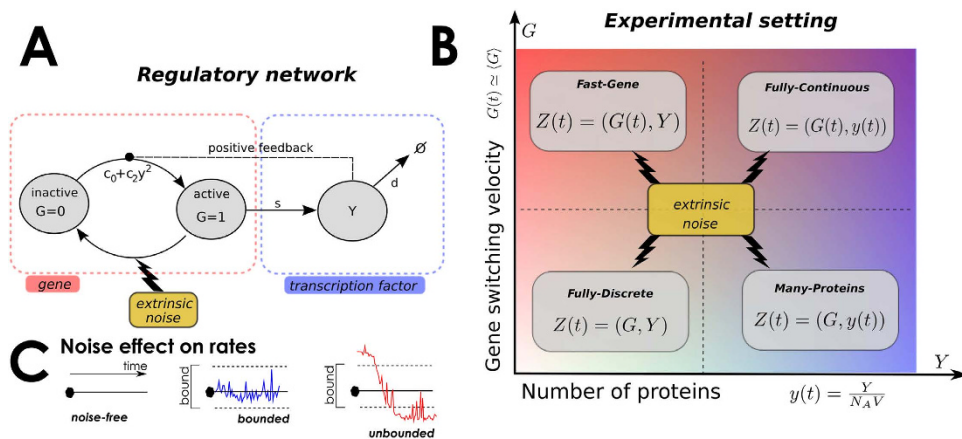 A
Regulatory network
inactive
G=0
c₀+c₂y²
active
G=1
positive feedback
s
Y
d
Ø
gene
transcription factor
extrinsic
noise
C
Noise effect on rates
time
noise-free
bound
bounded
bound
unbounded
B
Experimental setting
G
G(t) ≃ ⟨G⟩
Gene switching velocity
Fast-Gene
Z(t) = (G(t), Y)
Fully-Continuous
Z(t) = (G(t), y(t))
extrinsic
noise
Fully-Discrete
Z(t) = (G, Y)
Many-Proteins
Z(t) = (G, y(t))
Y
Number of proteins
y(t) = Y / N_A V